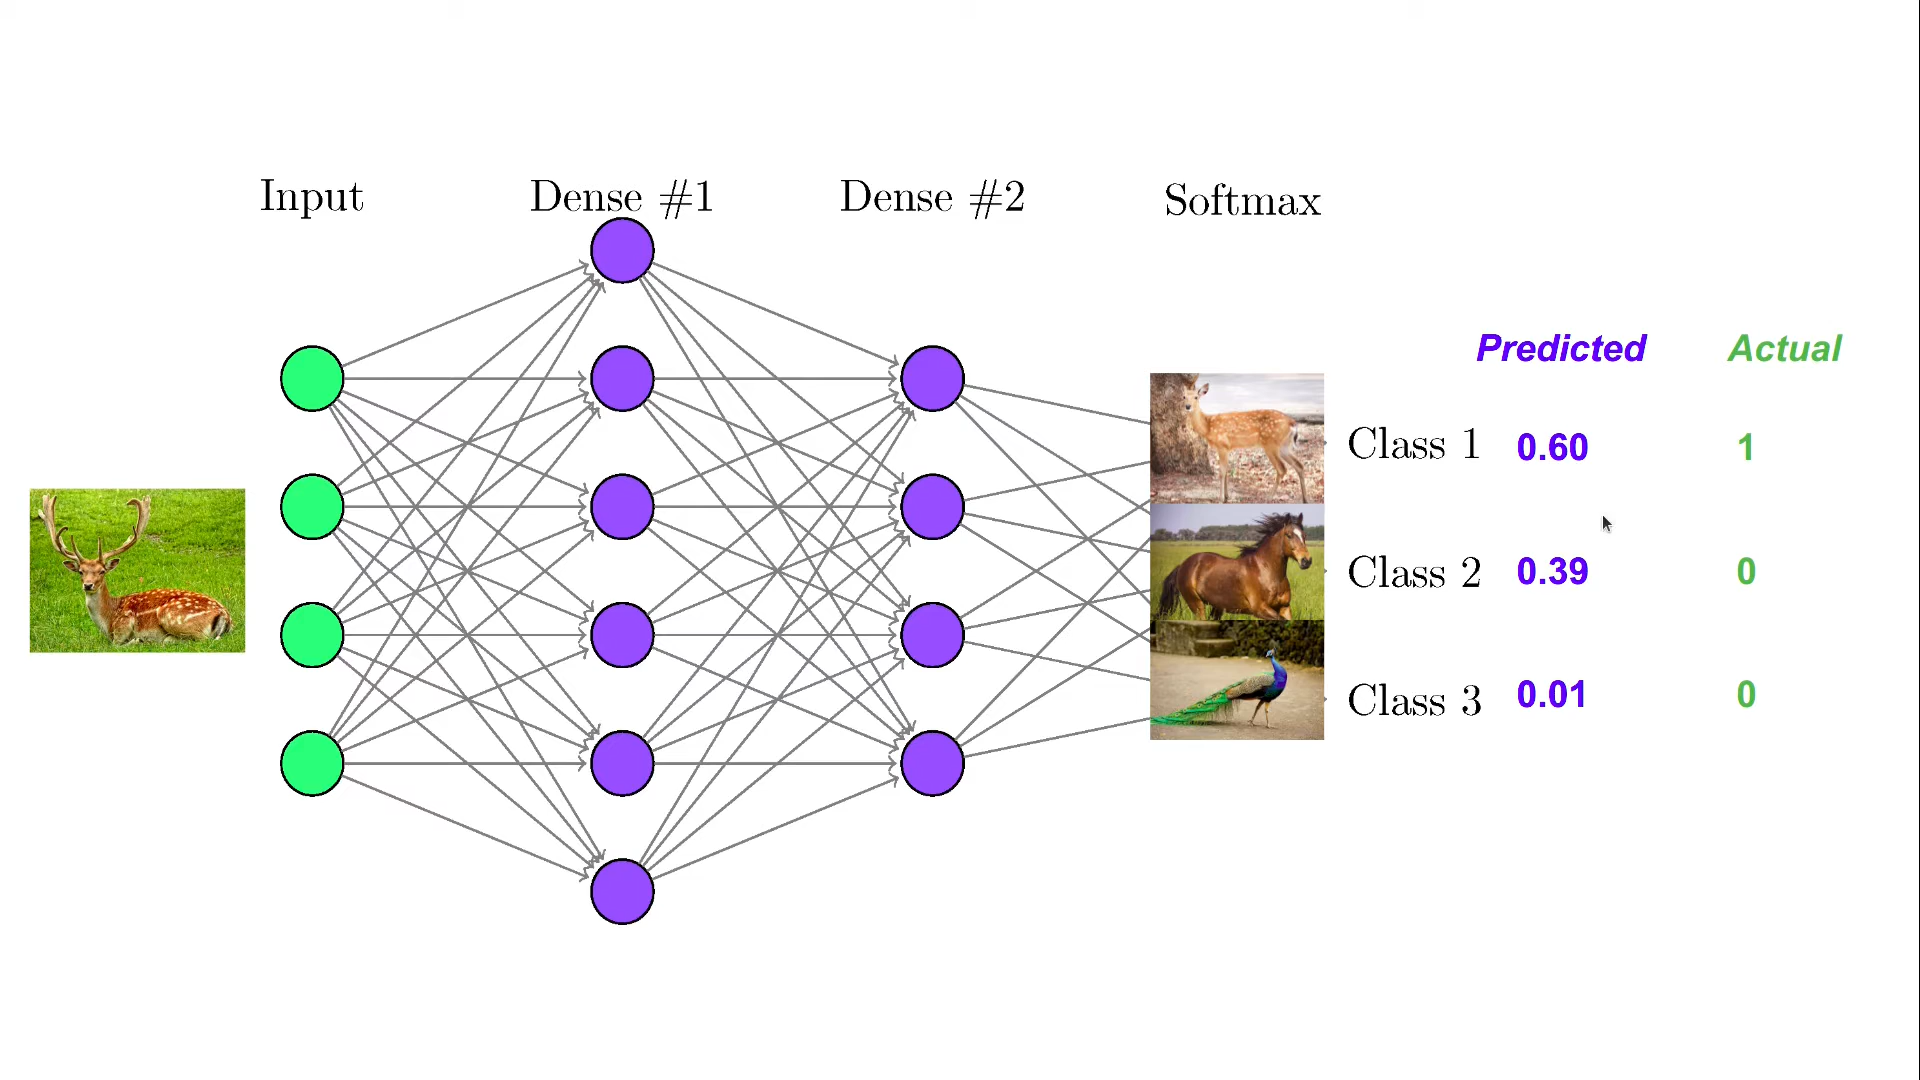 Input Dense #1 Dense #2 Softmax
Predicted Actual
Class 1 0.60 1
Class 2 0.39 0
Class 3 0.01 0